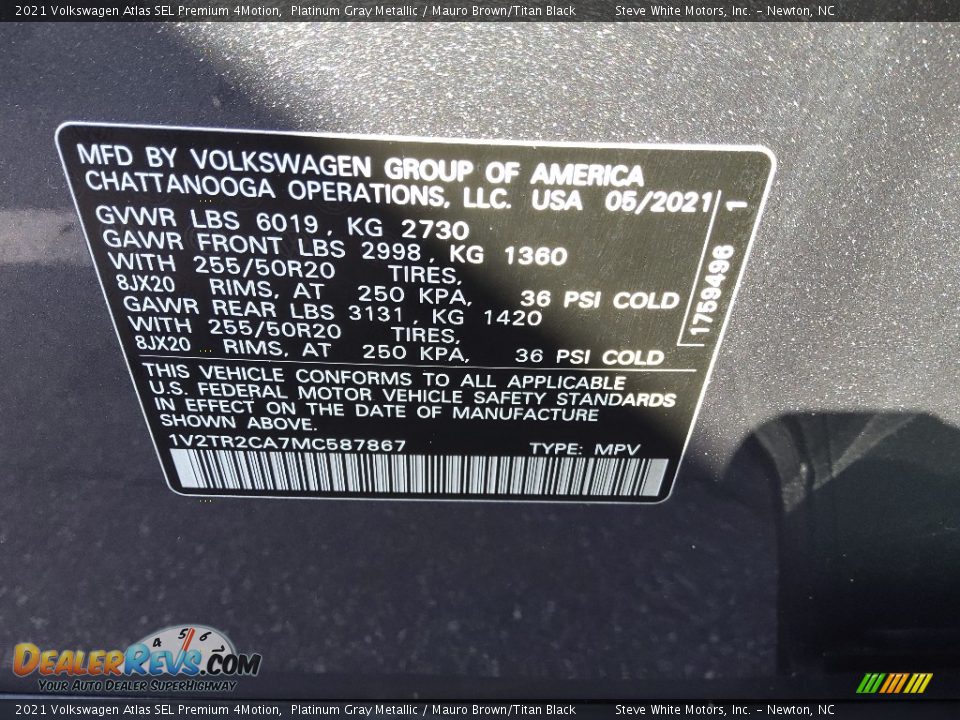 2021 Volkswagen Atlas SEL Premium 4Motion, Platinum Gray Metallic / Mauro Brown/Titan Black Steve White Motors, Inc. - Newton, NC
MFD BY VOLKSWAGEN GROUP OF AMERICA
CHATTANOOGA OPERATIONS, LLC. USA 05/2021
GVWR LBS 6019, KG 2730
GAWR FRONT LBS 2998, KG 1360
WITH 255/50R20 TIRES,
8JX20 RIMS, AT 250 KPA, 36 PSI COLD
GAWR REAR LBS 3131, KG 1420
WITH 255/50R20 TIRES,
8JX20 RIMS, AT 250 KPA, 36 PSI COLD
1759496 1
THIS VEHICLE CONFORMS TO ALL APPLICABLE
U.S. FEDERAL MOTOR VEHICLE SAFETY STANDARDS
IN EFFECT ON THE DATE OF MANUFACTURE
SHOWN ABOVE.
1V2TR2CA7MC587867 TYPE: MPV
4 5 6
DEALERREVS.COM
YOUR AUTO DEALER SUPERHIGHWAY
2021 Volkswagen Atlas SEL Premium 4Motion, Platinum Gray Metallic / Mauro Brown/Titan Black Steve White Motors, Inc. - Newton, NC